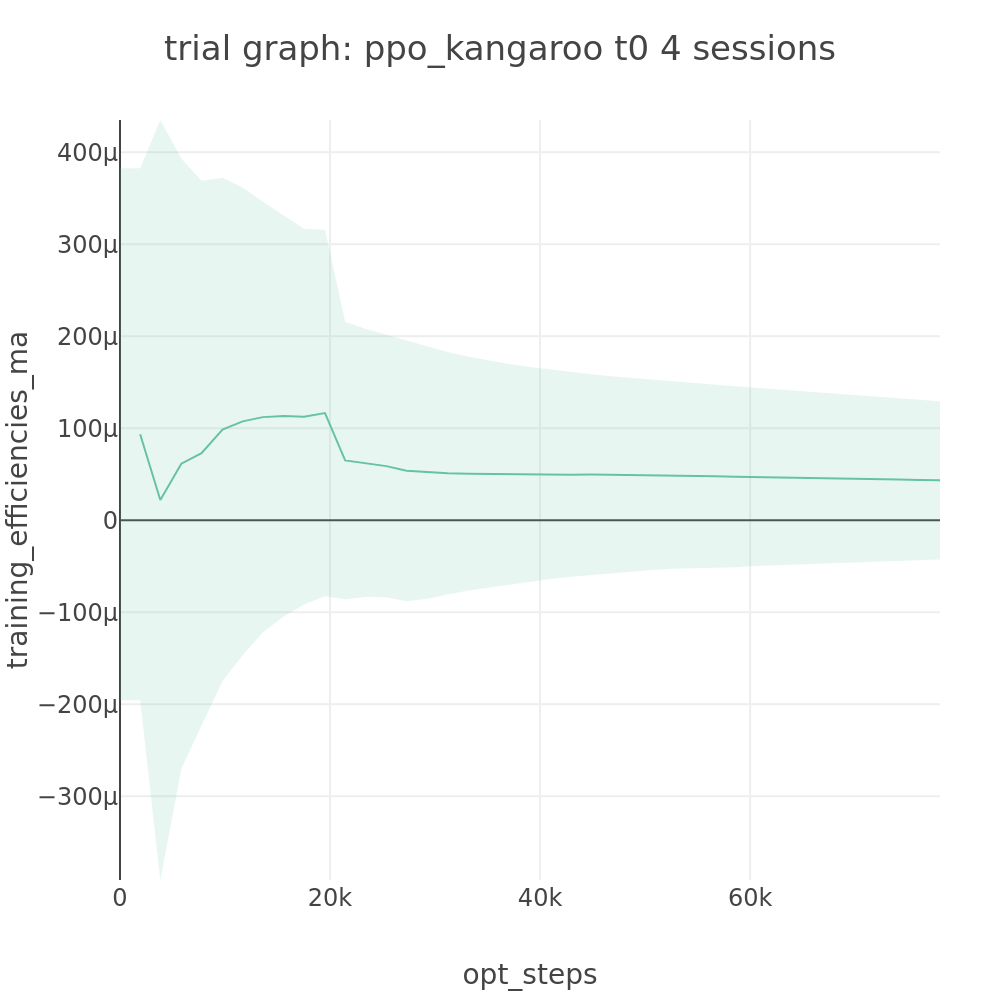 trial graph: ppo_kangaroo t0 4 sessions
training_efficiencies_ma
400μ
300μ
200μ
100μ
0
−100μ
−200μ
−300μ
0 20k 40k 60k
opt_steps